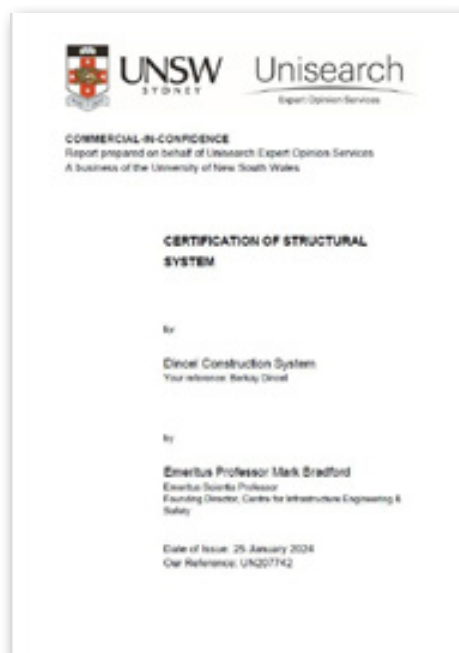 UNSW
SYDNEY
Unisearch
Expert Opinion Services
COMMERCIAL-IN-CONFIDENCE
Report prepared on behalf of Unisearch Expert Opinion Services
A business of the University of New South Wales
CERTIFICATION OF STRUCTURAL
SYSTEM
for
Dincel Construction System
Your reference: Berkay Dincel
by
Emeritus Professor Mark Bradford
Emeritus Scientia Professor
Founding Director, Centre for Infrastructure Engineering &
Safety
Date of Issue: 25 January 2024
Our Reference: UN207742